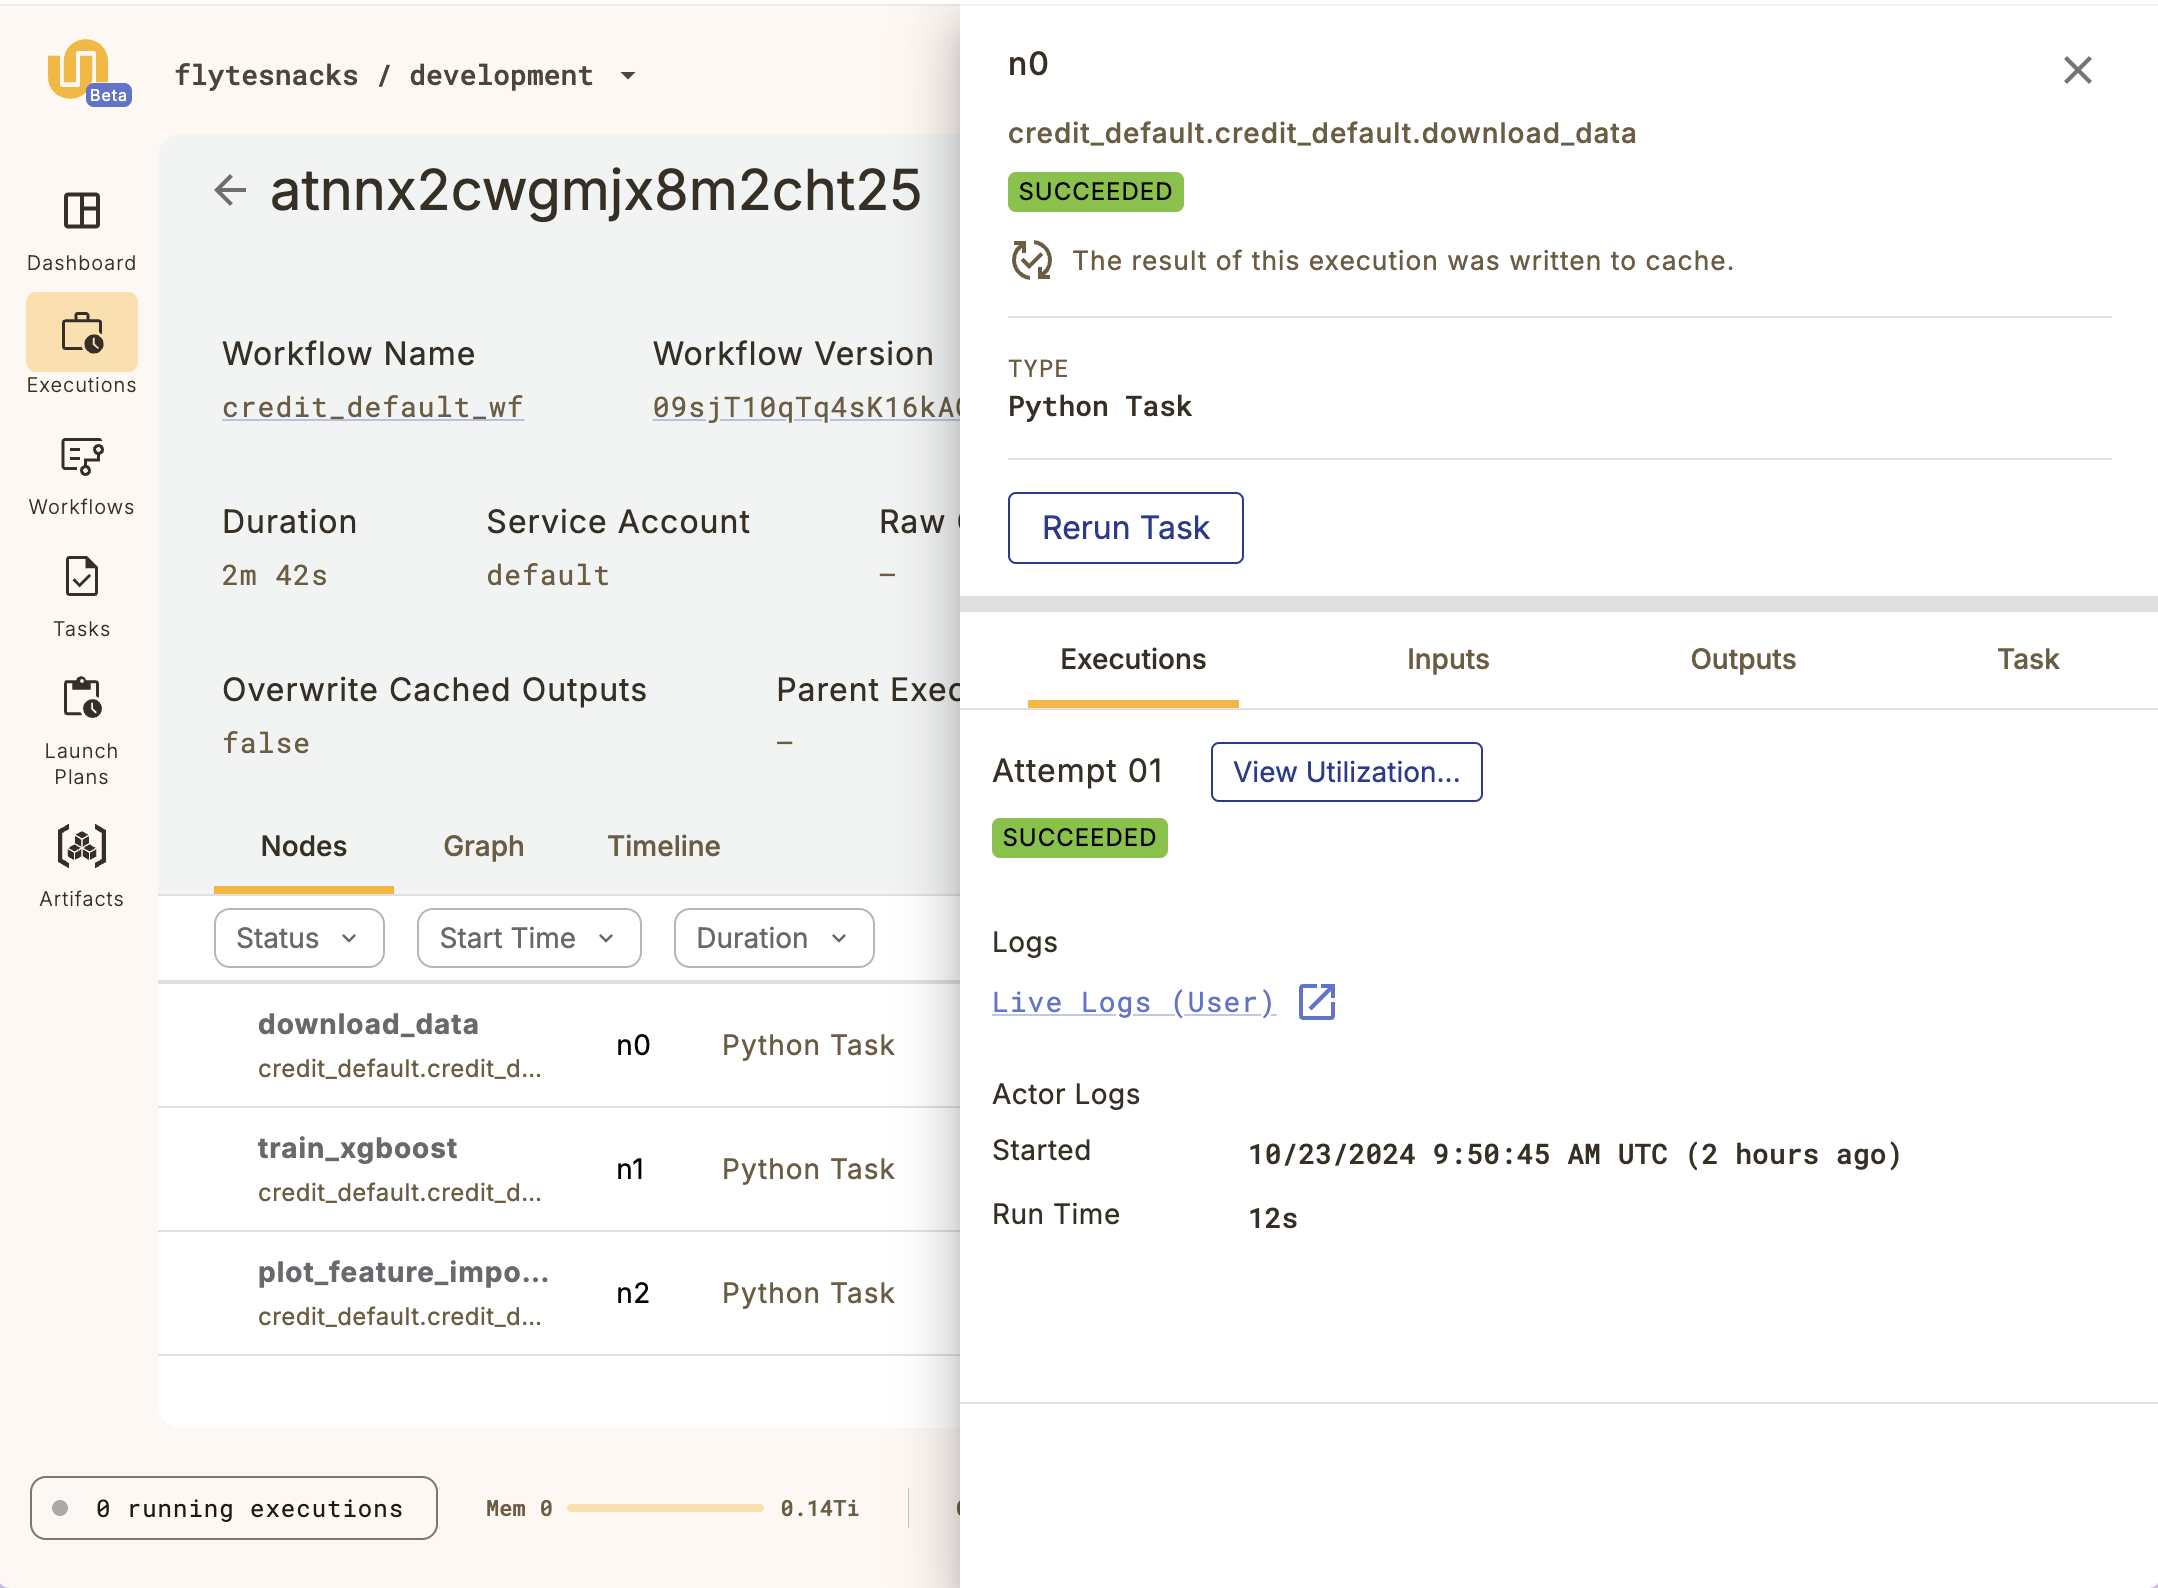 Beta
flytesnacks / development
Dashboard
Executions
Workflows
Tasks
Launch
Plans
Artifacts
atnnx2cwgmjx8m2cht25
Workflow Name
credit_default_wf
Workflow Version
09sjT10qTq4sK16kA
Duration
2m 42s
Service Account
default
Raw
–
Overwrite Cached Outputs
false
Parent Exec
–
Nodes Graph Timeline
Status Start Time Duration
download_data
credit_default.credit_d...
n0 Python Task
train_xgboost
credit_default.credit_d...
n1 Python Task
plot_feature_impo...
credit_default.credit_d...
n2 Python Task
0 running executions
Mem 0 0.14Ti
n0
credit_default.credit_default.download_data
SUCCEEDED
The result of this execution was written to cache.
TYPE
Python Task
Rerun Task
Executions Inputs Outputs Task
Attempt 01
View Utilization...
SUCCEEDED
Logs
Live Logs (User)
Actor Logs
Started 10/23/2024 9:50:45 AM UTC (2 hours ago)
Run Time 12s